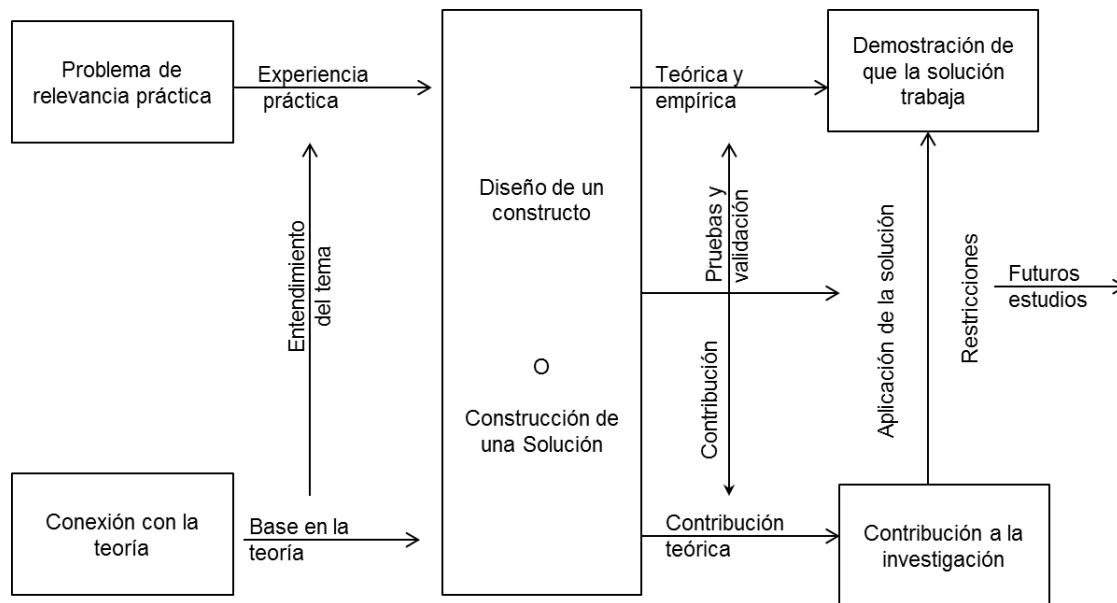 Problema de
relevancia práctica
Experiencia
práctica
Teórica y
empírica
Demostración de
que la solución
trabaja
Entendimiento
del tema
Diseño de un
constructo
O
Construcción de
una Solución
Pruebas y
validación
Contribución
Aplicación de la solución
Restricciones
Futuros
estudios
Conexión con la
teoría
Base en la
teoría
Contribución
teórica
Contribución a la
investigación